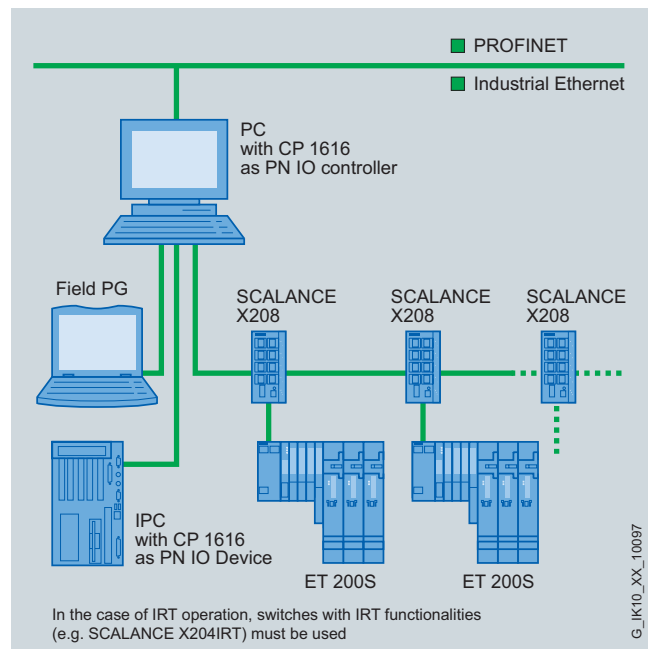 PROFINET
Industrial Ethernet
PC
with CP 1616
as PN IO controller
Field PG
SCALANCE
X208
SCALANCE
X208
SCALANCE
X208
IPC
with CP 1616
as PN IO Device
ET 200S
ET 200S
In the case of IRT operation, switches with IRT functionalities
(e.g. SCALANCE X204IRT) must be used
G_IK10_XX_10097